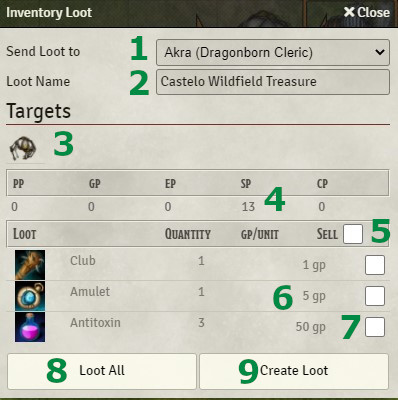 Inventory Loot ×Close
Send Loot to 1 Akra (Dragonborn Cleric)
Loot Name 2 Castelo Wildfield Treasure
Targets
3
PP GP EP SP CP
0 0 0 13 4 0
Loot Quantity GP/Unit Sell 5
Club 1 1 gp
Amulet 1 6 5 gp
Antitoxin 3 50 gp 7
8 Loot All 9 Create Loot